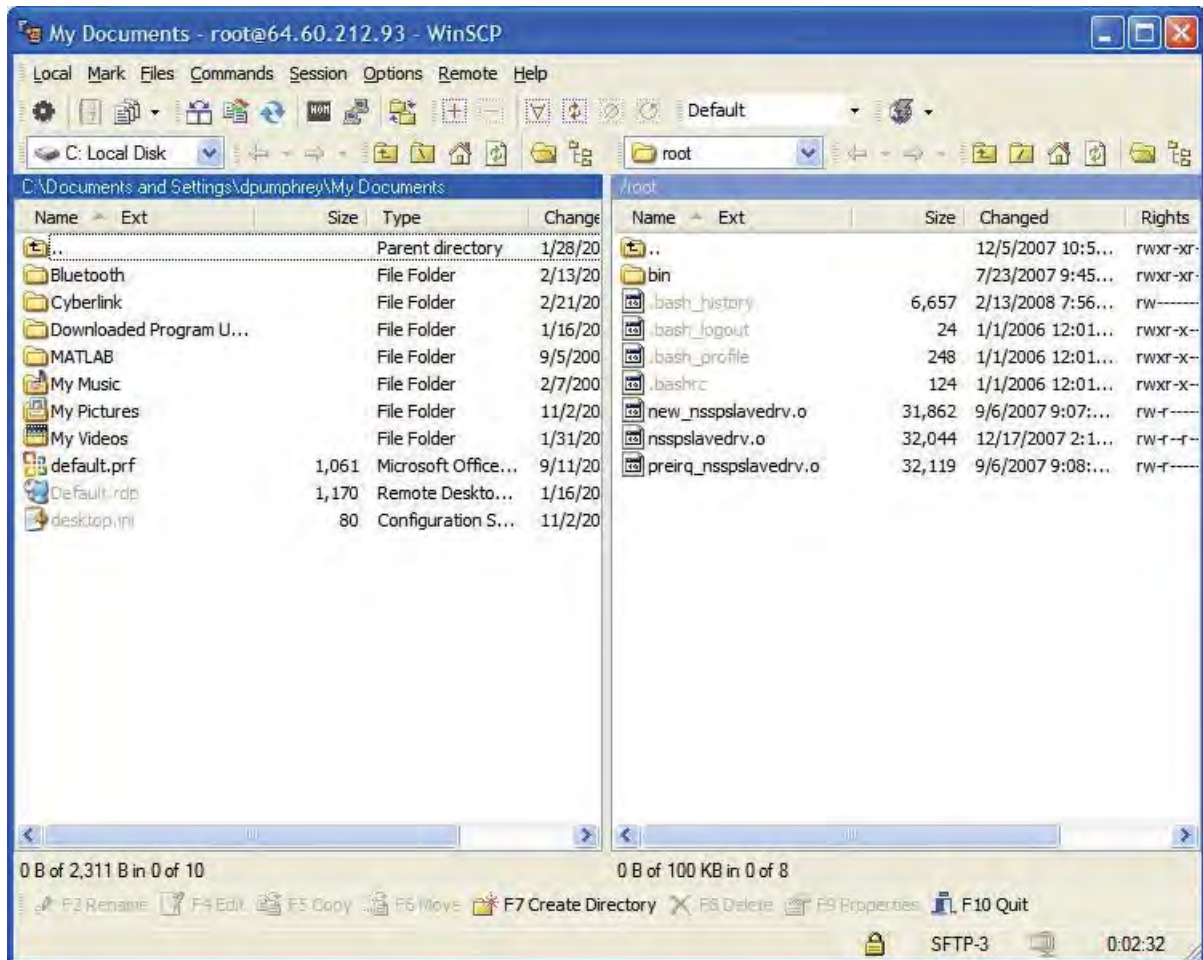 My Documents - root@64.60.212.93 - WinSCP
Local Mark Files Commands Session Options Remote Help
Default
C: Local Disk
root
C:\Documents and Settings\dpumphrey\My Documents
/root
Name Ext Size Type Change
Name Ext Size Changed Rights
.. Parent directory 1/28/20
Bluetooth File Folder 2/13/20
Cyberlink File Folder 2/21/20
Downloaded Program U... File Folder 1/16/20
MATLAB File Folder 9/5/200
My Music File Folder 2/7/200
My Pictures File Folder 11/2/20
My Videos File Folder 1/31/20
default.prf 1,061 Microsoft Office... 9/11/20
Default.rdp 1,170 Remote Deskto... 1/16/20
desktop.ini 80 Configuration S... 11/2/20
.. 12/5/2007 10:5... rwxr-xr-
bin 7/23/2007 9:45... rwxr-xr-
.bash_history 6,657 2/13/2008 7:56... rw-------
.bash_logout 24 1/1/2006 12:01... rwxr-x--
.bash_profile 248 1/1/2006 12:01... rwxr-x--
.bashrc 124 1/1/2006 12:01... rwxr-x--
new_nsspslavedrv.o 31,862 9/6/2007 9:07:... rw-r-----
nsspslavedrv.o 32,044 12/17/2007 2:1... rw-r--r--
preirq_nsspslavedrv.o 32,119 9/6/2007 9:08:... rw-r-----
0 B of 2,311 B in 0 of 10
0 B of 100 KB in 0 of 8
F2 Rename F4 Edit F5 Copy F6 Move F7 Create Directory F8 Delete F9 Properties F10 Quit
SFTP-3 0:02:32